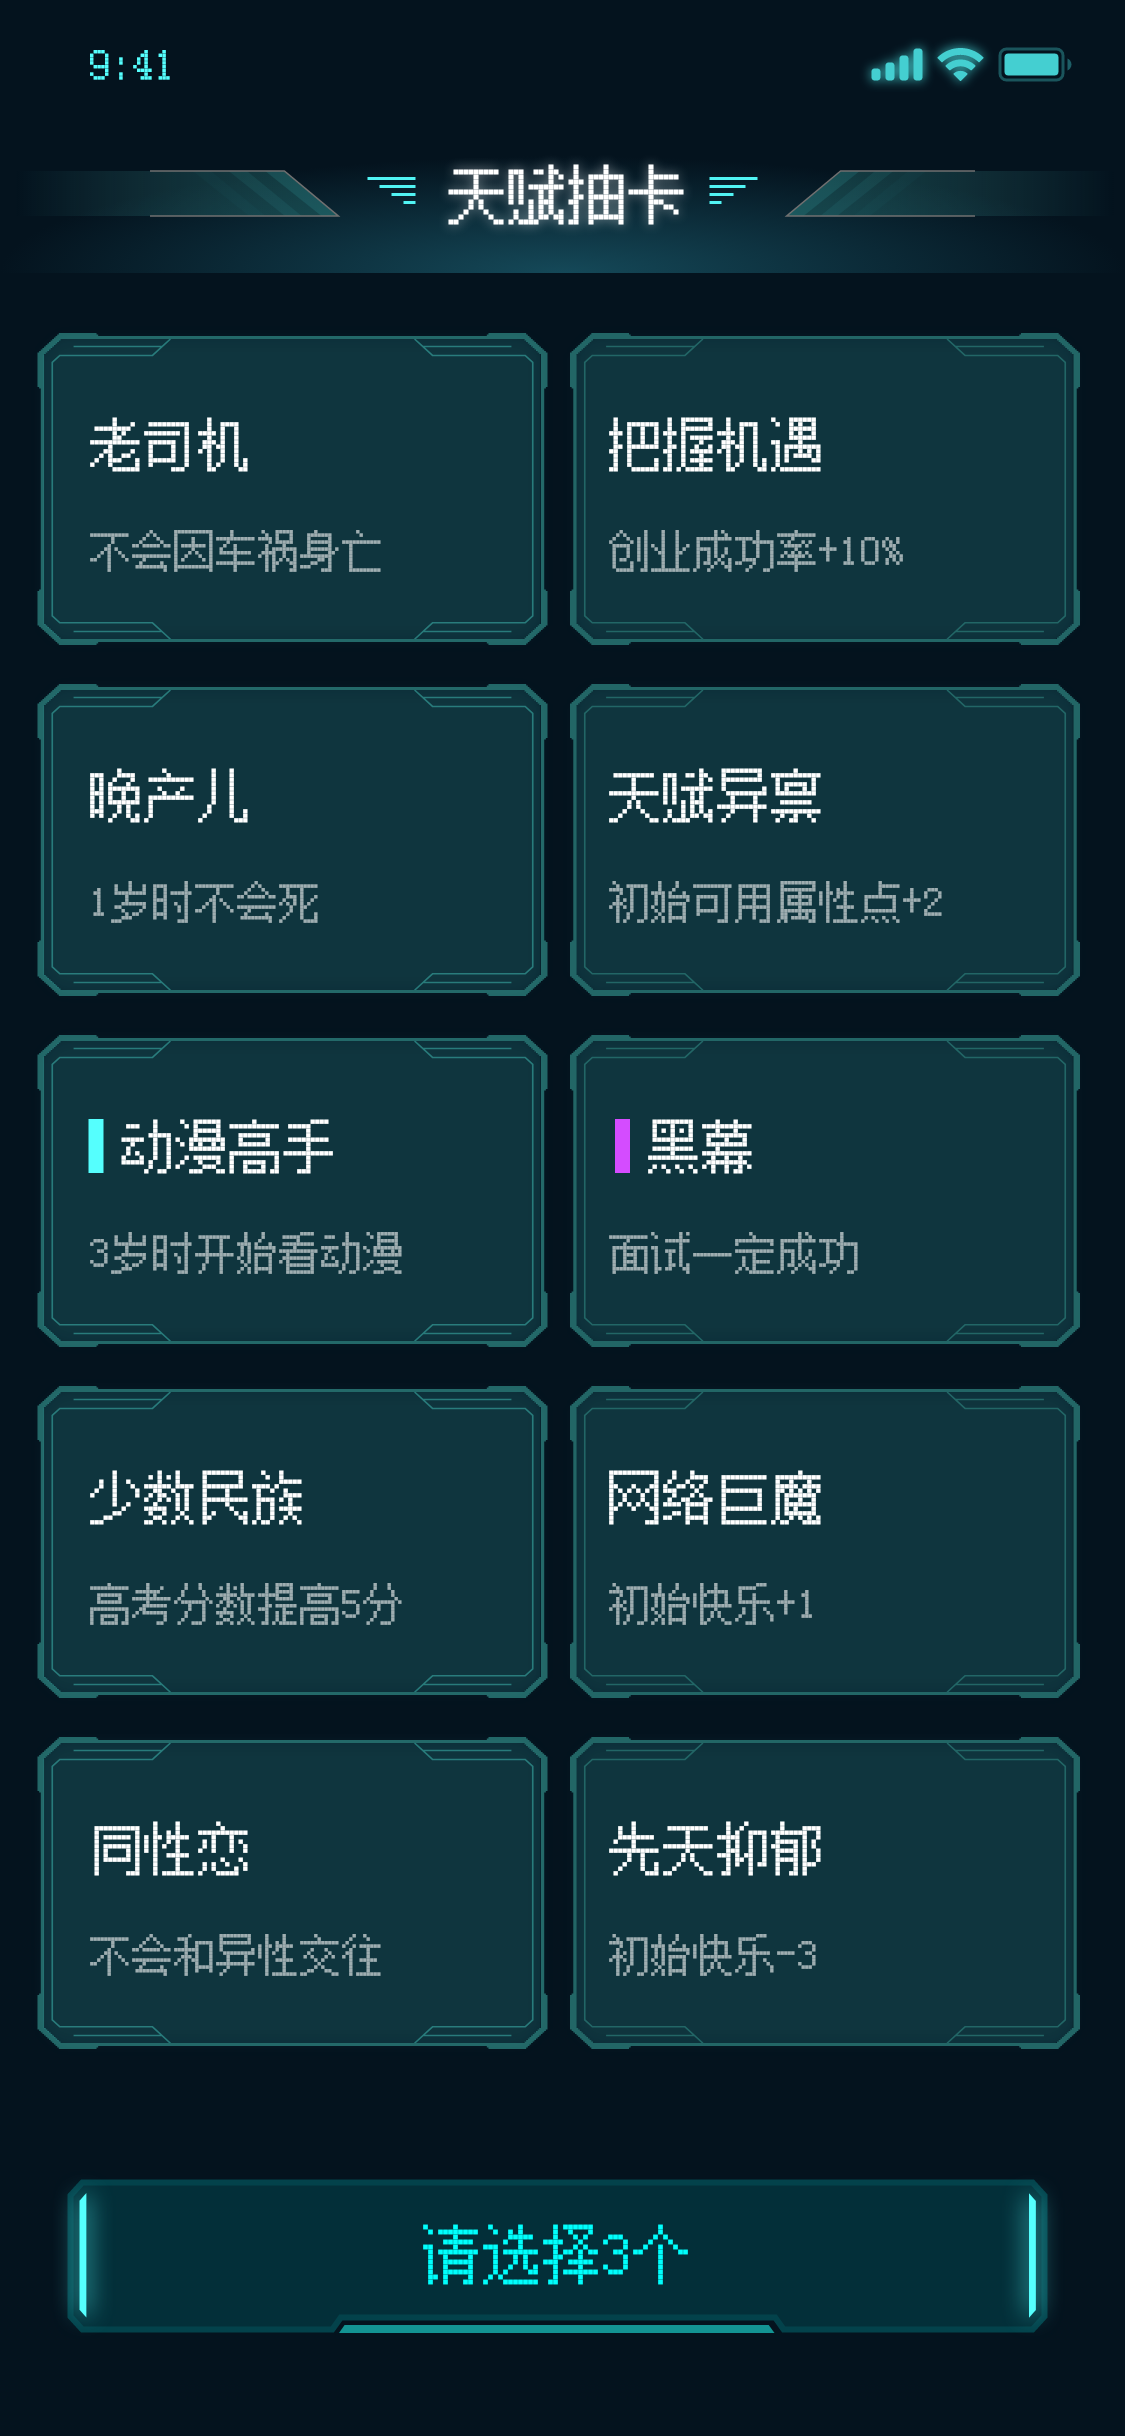 9:41
天赋抽卡
老司机
不会因车祸身亡
把握机遇
创业成功率+10%
晚产儿
1岁时不会死
天赋异禀
初始可用属性点+2
动漫高手
3岁时开始看动漫
黑幕
面试一定成功
少数民族
高考分数提高5分
网络巨魔
初始快乐+1
同性恋
不会和异性交往
先天抑郁
初始快乐-3
请选择3个